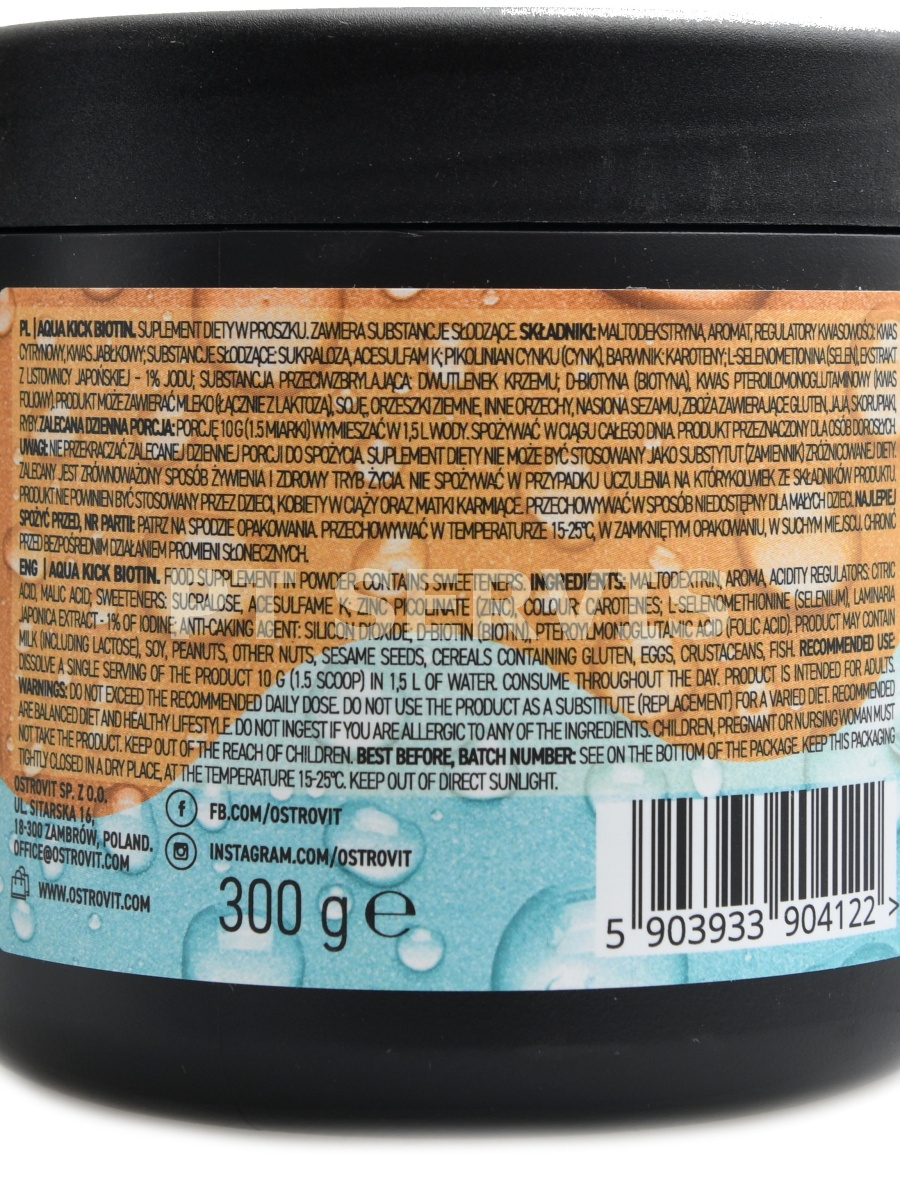 PL | AQUA KICK BIOTIN. SUPLEMENT DIETY W PROSZKU. ZAWIERA SUBSTANCJE SŁODZĄCE. SKŁADNIKI: MALTODEKSTRYNA, AROMAT, REGULATORY KWASOWOŚCI: KWAS
CYTRYNOWY, KWAS JABŁKOWY; SUBSTANCJE SŁODZĄCE: SUKRALOZA, ACESULFAM K; PIKOLINIAN CYNKU (CYNK), BARWNIK: KAROTENY; L-SELENOMETIONINA (SELEN), EKSTRAKT
Z LISTOWNICY JAPOŃSKIEJ - 1% JODU; SUBSTANCJA PRZECIWZBRYLAJĄCA: DWUTLENEK KRZEMU; D-BIOTYNA (BIOTYNA), KWAS PTEROILOMONOGLUTAMINOWY (KWAS
FOLIOWY). PRODUKT MOŻE ZAWIERAĆ MLEKO (ŁĄCZNIE Z LAKTOZĄ), SOJĘ, ORZESZKI ZIEMNE, INNE ORZECHY, NASIONA SEZAMU, ZBOŻA ZAWIERAJĄCE GLUTEN, JAJA, SKORUPIAKI,
RYBY. ZALECANA DZIENNA PORCJA: PORCJĘ 10 G (1.5 MIARKI) WYMIESZAĆ W 1,5 L WODY. SPOŻYWAĆ W CIĄGU CAŁEGO DNIA. PRODUKT PRZEZNACZONY DLA OSÓB DOROSŁYCH.
UWAGI: NIE PRZEKRACZAĆ ZALECANEJ DZIENNEJ PORCJI DO SPOŻYCIA. SUPLEMENT DIETY NIE MOŻE BYĆ STOSOWANY JAKO SUBSTYTUT (ZAMIENNIK) ZRÓŻNICOWANEJ DIETY.
ZALECANY JEST ZRÓWNOWAŻONY SPOSÓB ŻYWIENIA I ZDROWY TRYB ŻYCIA. NIE SPOŻYWAĆ W PRZYPADKU UCZULENIA NA KTÓRYKOLWIEK ZE SKŁADNIKÓW PRODUKTU.
PRODUKT NIE POWINIEN BYĆ STOSOWANY PRZEZ DZIECI, KOBIETY W CIĄŻY ORAZ MATKI KARMIĄCE. PRZECHOWYWAĆ W SPOSÓB NIEDOSTĘPNY DLA MAŁYCH DZIECI. NAJLEPIEJ
SPOŻYĆ PRZED, NR PARTII: PATRZ NA SPODZIE OPAKOWANIA. PRZECHOWYWAĆ W TEMPERATURZE 15-25°C, W ZAMKNIĘTYM OPAKOWANIU, W SUCHYM MIEJSCU. CHRONIĆ
PRZED BEZPOŚREDNIM DZIAŁANIEM PROMIENI SŁONECZNYCH.
ENG | AQUA KICK BIOTIN. FOOD SUPPLEMENT IN POWDER. CONTAINS SWEETENERS. INGREDIENTS: MALTODEXTRIN, AROMA, ACIDITY REGULATORS: CITRIC
ACID, MALIC ACID; SWEETENERS: SUCRALOSE, ACESULFAME K; ZINC PICOLINATE (ZINC), COLOUR CAROTENES; L-SELENOMETHIONINE (SELENIUM), LAMINARIA
JAPONICA EXTRACT - 1% OF IODINE; ANTI-CAKING AGENT: SILICON DIOXIDE, D-BIOTIN (BIOTIN), PTEROYLMONOGLUTAMIC ACID (FOLIC ACID). PRODUCT MAY CONTAIN
MILK (INCLUDING LACTOSE), SOY, PEANUTS, OTHER NUTS, SESAME SEEDS, CEREALS CONTAINING GLUTEN, EGGS, CRUSTACEANS, FISH. RECOMMENDED USE:
DISSOLVE A SINGLE SERVING OF THE PRODUCT 10 G (1.5 SCOOP) IN 1,5 L OF WATER. CONSUME THROUGHOUT THE DAY. PRODUCT IS INTENDED FOR ADULTS.
WARNINGS: DO NOT EXCEED THE RECOMMENDED DAILY DOSE. DO NOT USE THE PRODUCT AS A SUBSTITUTE (REPLACEMENT) FOR A VARIED DIET. RECOMMENDED
ARE BALANCED DIET AND HEALTHY LIFESTYLE. DO NOT INGEST IF YOU ARE ALLERGIC TO ANY OF THE INGREDIENTS. CHILDREN, PREGNANT OR NURSING WOMAN MUST
NOT TAKE THE PRODUCT. KEEP OUT OF THE REACH OF CHILDREN. BEST BEFORE, BATCH NUMBER: SEE ON THE BOTTOM OF THE PACKAGE. KEEP THIS PACKAGING
TIGHTLY CLOSED IN A DRY PLACE, AT THE TEMPERATURE 15-25°C. KEEP OUT OF DIRECT SUNLIGHT.
FIT SERVIS
OSTROVIT SP. Z O.O.
UL. SITARSKA 16,
18-300 ZAMBRÓW, POLAND.
OFFICE@OSTROVIT.COM
WWW.OSTROVIT.COM
FB.COM/OSTROVIT
INSTAGRAM.COM/OSTROVIT
300 g ℮
5 903933 904122 >